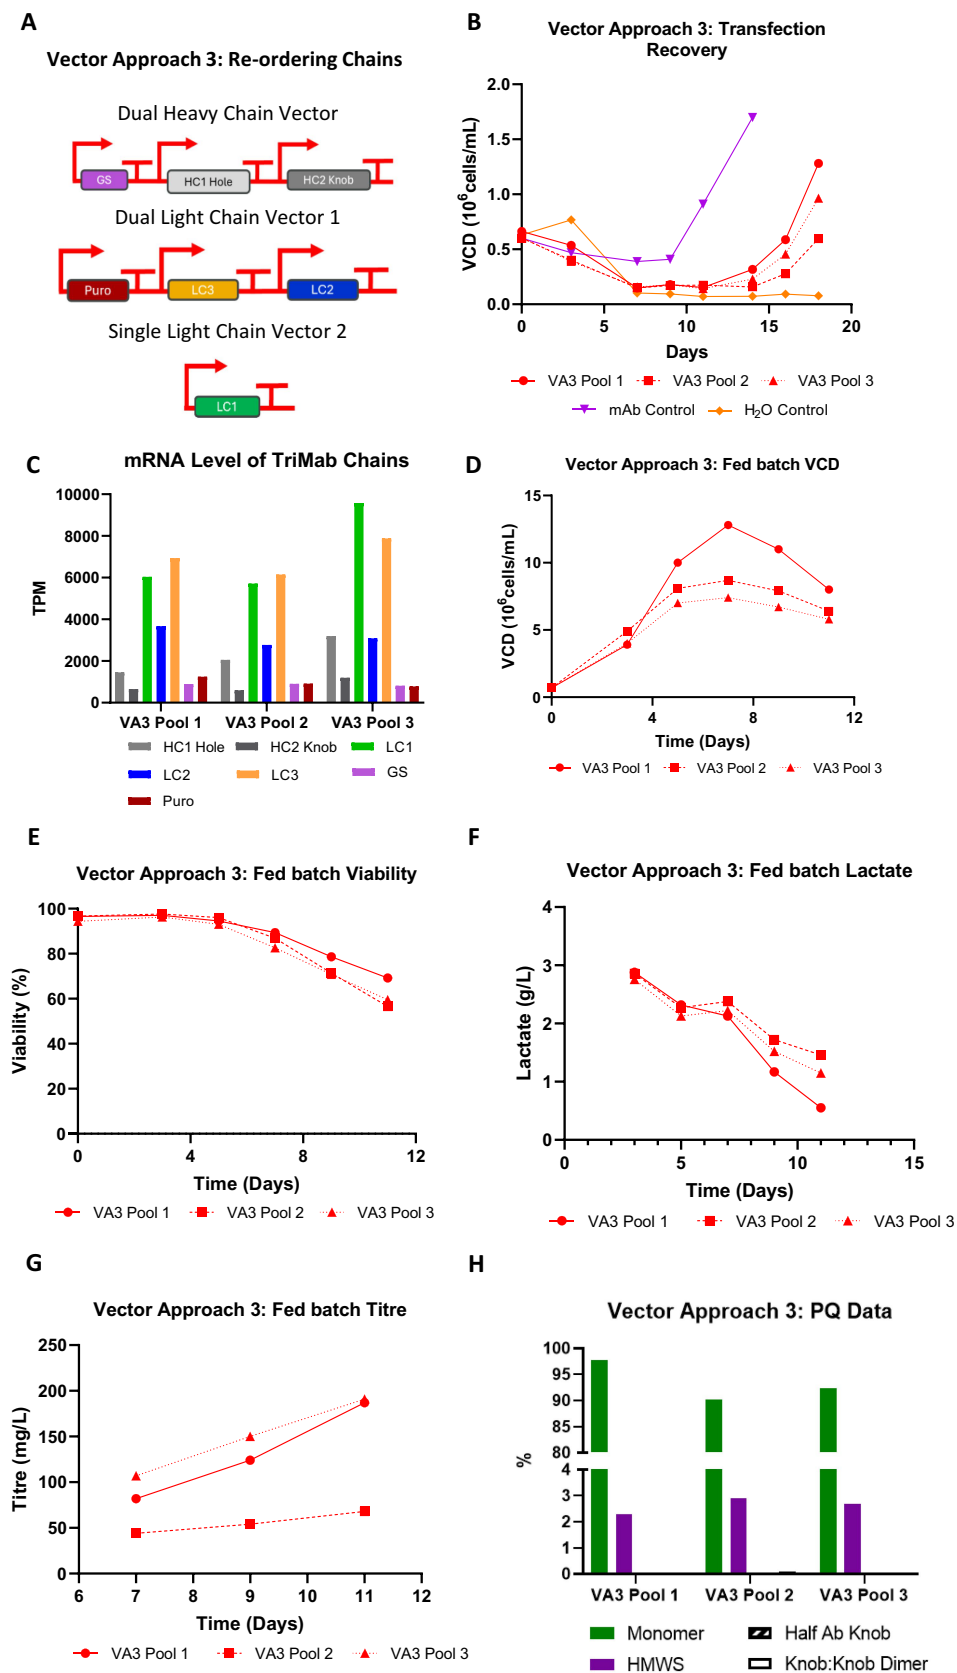 A
Vector Approach 3: Re-ordering Chains
Dual Heavy Chain Vector
GS
HC1 Hole
HC2 Knob
Dual Light Chain Vector 1
Puro
LC3
LC2
Single Light Chain Vector 2
LC1
B
Vector Approach 3: Transfection
Recovery
2.0
1.5
1.0
0.5
0.0
VCD (10⁶cells/mL)
0 5 10 15 20
Days
VA3 Pool 1 VA3 Pool 2 VA3 Pool 3
mAb Control H₂O Control
C
mRNA Level of TriMab Chains
10000
8000
6000
4000
2000
0
TPM
VA3 Pool 1 VA3 Pool 2 VA3 Pool 3
HC1 Hole HC2 Knob LC1
LC2 LC3 GS
Puro
D
Vector Approach 3: Fed batch VCD
15
10
5
0
VCD (10⁶cells/mL)
0 4 8 12
Time (Days)
VA3 Pool 1 VA3 Pool 2 VA3 Pool 3
E
Vector Approach 3: Fed batch Viability
100
80
60
40
20
0
Viability (%)
0 4 8 12
Time (Days)
VA3 Pool 1 VA3 Pool 2 VA3 Pool 3
F
Vector Approach 3: Fed batch Lactate
4
3
2
1
0
Lactate (g/L)
0 5 10 15
Time (Days)
VA3 Pool 1 VA3 Pool 2 VA3 Pool 3
G
Vector Approach 3: Fed batch Titre
250
200
150
100
50
0
Titre (mg/L)
6 7 8 9 10 11 12
Time (Days)
VA3 Pool 1 VA3 Pool 2 VA3 Pool 3
H
Vector Approach 3: PQ Data
100
95
90
85
80
4
3
2
1
0
%
VA3 Pool 1 VA3 Pool 2 VA3 Pool 3
Monomer Half Ab Knob
HMWS Knob:Knob Dimer